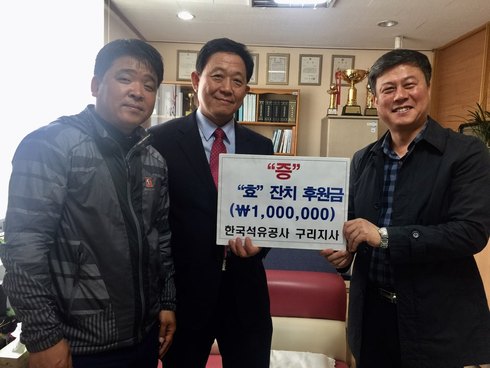 “증”
“효” 잔치 후원금
(₩1,000,000)
한국석유공사 구리지사